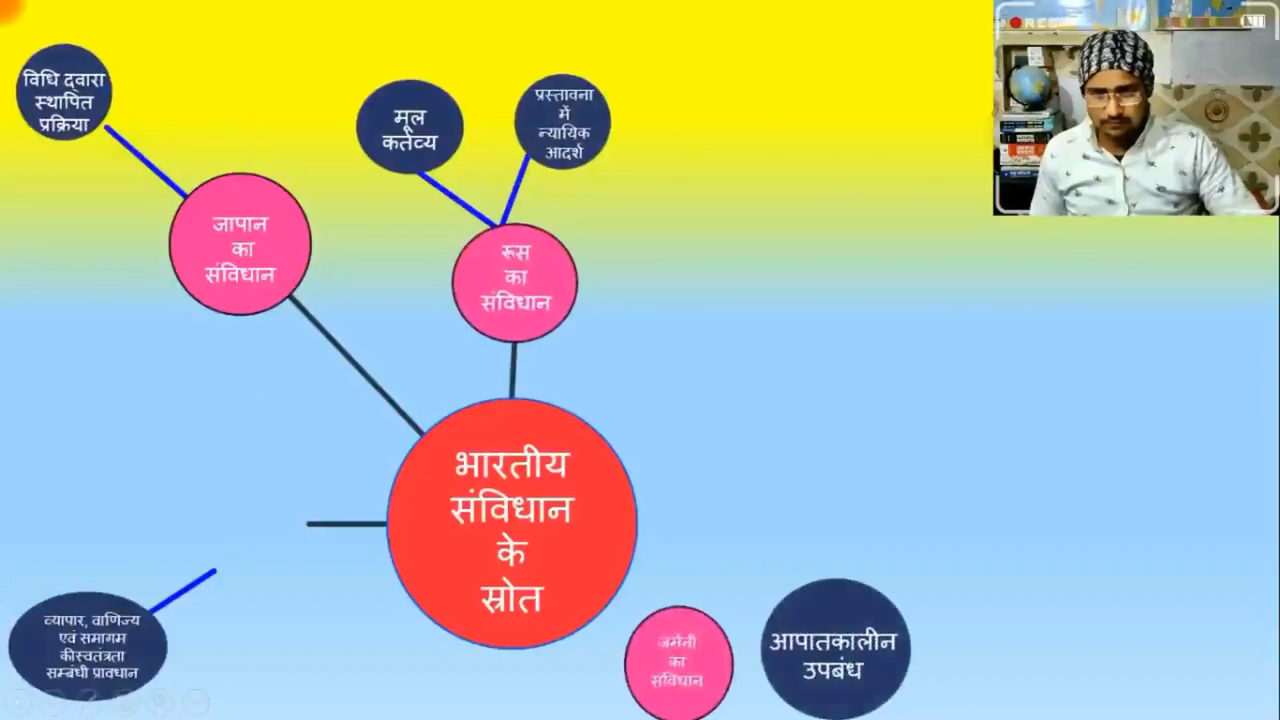 विधि द्वारा
स्थापित
प्रक्रिया
मूल
कर्तव्य
प्रस्तावना
में
न्यायिक
आदर्श
जापान
का
संविधान
रूस
का
संविधान
भारतीय
संविधान
के
स्रोत
व्यापार, वाणिज्य
एवं समागम
कीस्वतंत्रता
सम्बंधी प्रावधान
जर्मनी
का
संविधान
आपातकालीन
उपबंध
REC